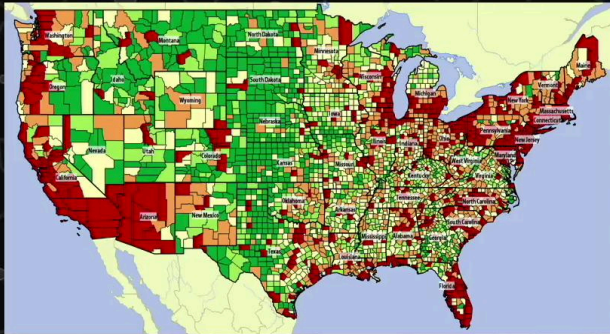 Washington
Montana
North Dakota
Minnesota
Maine
Oregon
Idaho
South Dakota
Wisconsin
Vermont
Wyoming
Michigan
New York
Massachusetts
Connecticut
Nebraska
Iowa
Pennsylvania
New Jersey
Nevada
Utah
Colorado
Illinois
Indiana
Ohio
Maryland
Kansas
Missouri
West Virginia
Virginia
California
Kentucky
Arizona
New Mexico
Oklahoma
Arkansas
Tennessee
North Carolina
South Carolina
Mississippi
Alabama
Georgia
Texas
Louisiana
Florida